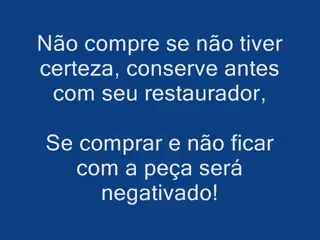 Não compre se não tiver
certeza, conserve antes
com seu restaurador,
Se comprar e não ficar
com a peça será
negativado!